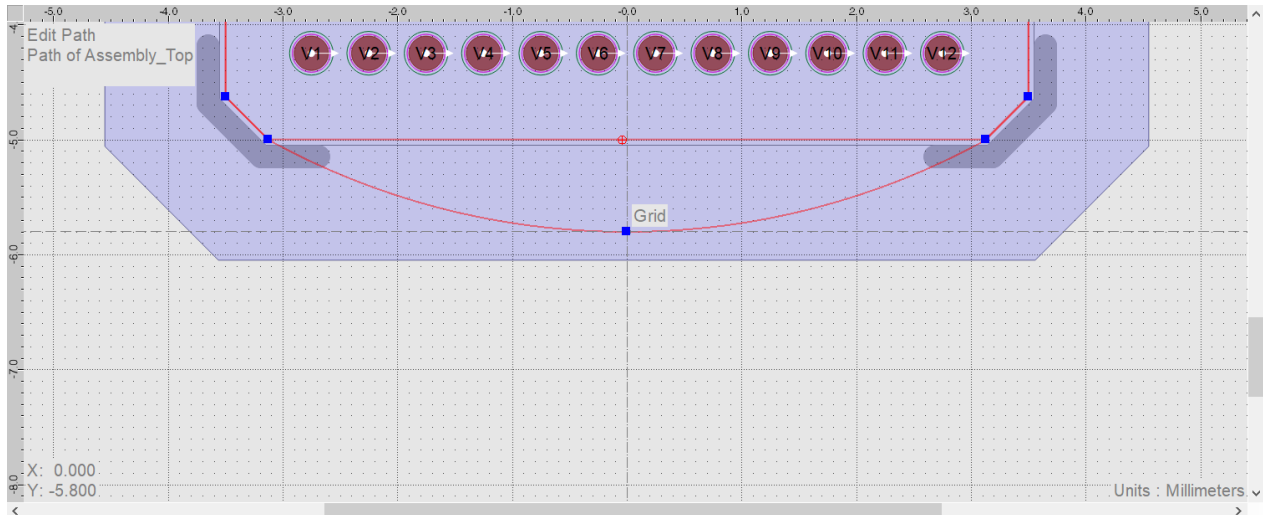 -5.0 -4.0 -3.0 -2.0 -1.0 -0.0 1.0 2.0 3.0 4.0 5.0
-4.
Edit Path
Path of Assembly_Top
V1 V2 V3 V4 V5 V6 V7 V8 V9 V10 V11 V12
-5.0
Grid
-6.0
-7.0
-8.0
X: 0.000
Y: -5.800
Units : Millimeters